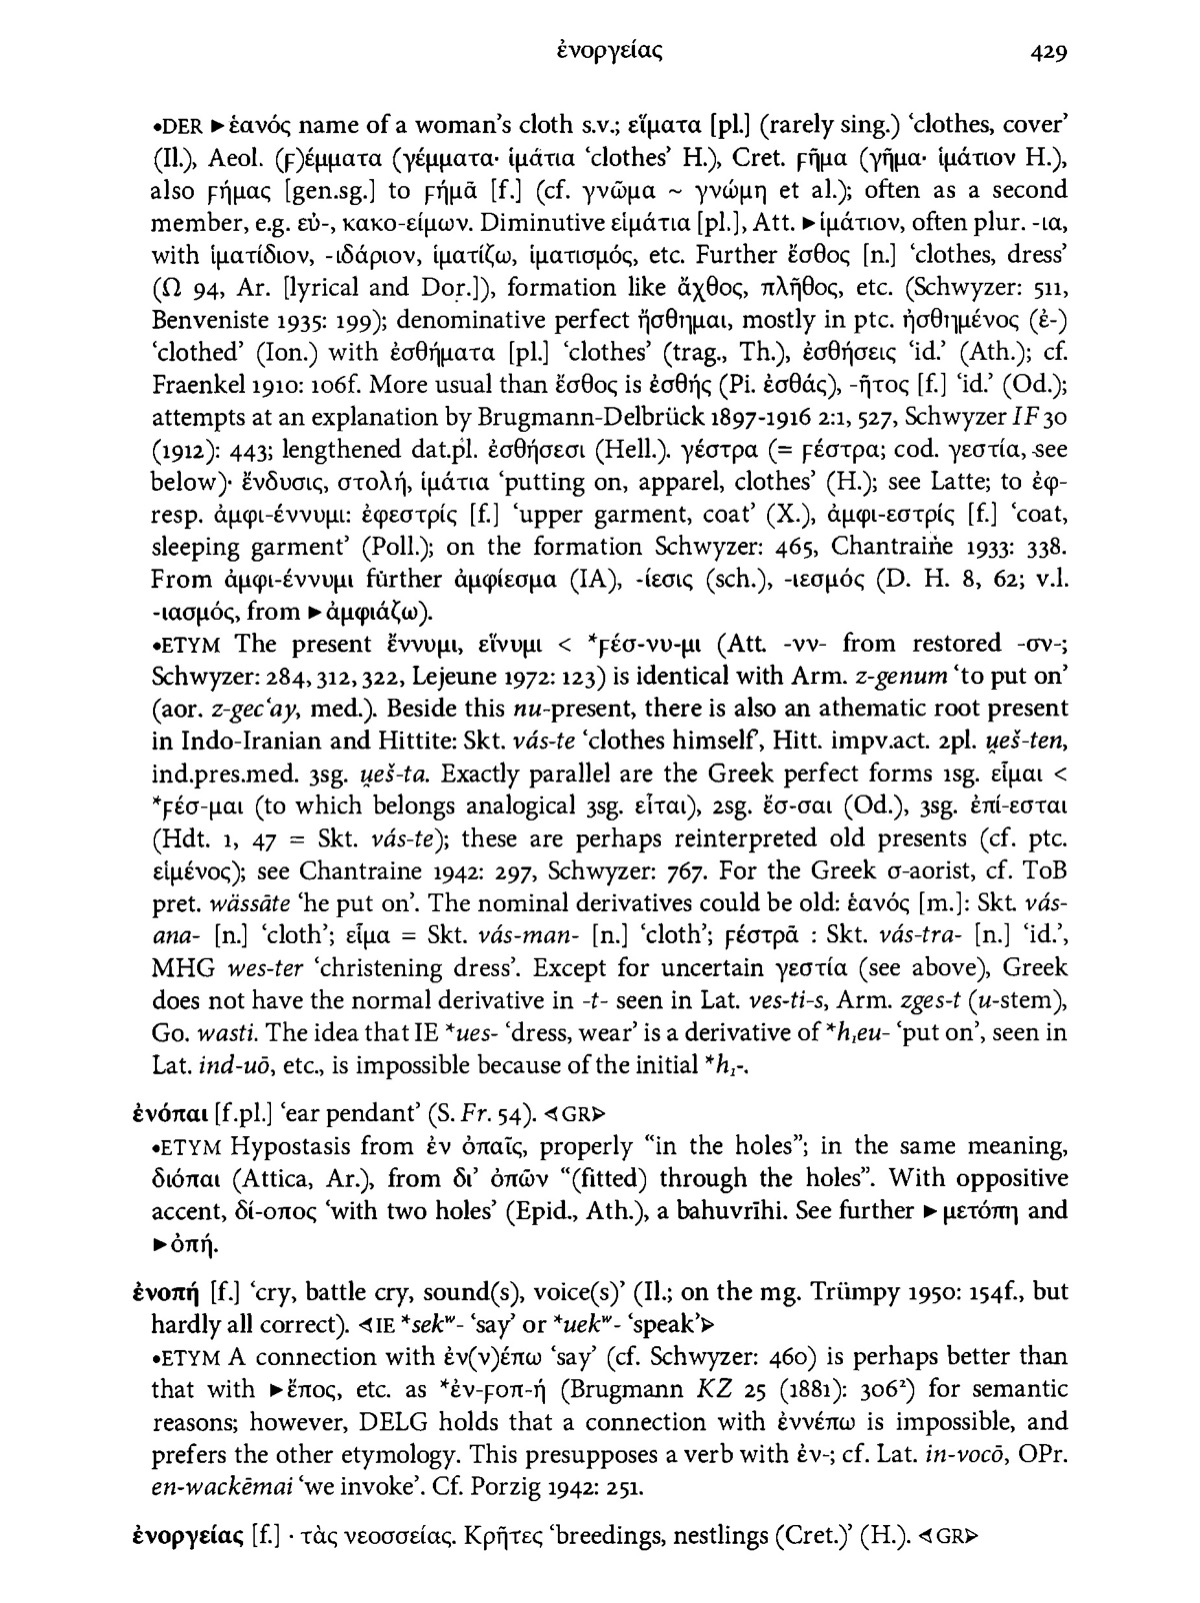 ἐνοργείας 429
•DER ►ἑανός name of a woman's cloth s.v.; εἵματα [pl.] (rarely sing.) ‘clothes, cover’
(Il.), Aeol. (ϝ)έμματα (γέμματα· ἱμάτια ‘clothes’ H.), Cret. ϝῆμα (γῆμα· ἱμάτιον H.),
also ϝήμας [gen.sg.] to ϝήμᾱ [f.] (cf. γνῶμα ~ γνώμη et al.); often as a second
member, e.g. εὐ-, κακο-είμων. Diminutive εἱμάτια [pl.], Att. ►ἱμάτιον, often plur. -ια,
with ἱματίδιον, -ιδάριον, ἱματίζω, ἱματισμός, etc. Further ἔσθος [n.] ‘clothes, dress’
(Ω 94, Ar. [lyrical and Dor.]), formation like ἄχθος, πλῆθος, etc. (Schwyzer: 511,
Benveniste 1935: 199); denominative perfect ἤσθημαι, mostly in ptc. ἠσθημένος (ἐ-)
‘clothed’ (Ion.) with ἐσθήματα [pl.] ‘clothes’ (trag., Th.), ἐσθήσεις ‘id.’ (Ath.); cf.
Fraenkel 1910: 106f. More usual than ἔσθος is ἐσθής (Pi. ἐσθάς), -ῆτος [f.] ‘id.’ (Od.);
attempts at an explanation by Brugmann-Delbrück 1897-1916 2:1, 527, Schwyzer IF 30
(1912): 443; lengthened dat.pl. ἐσθήσεσι (Hell.). γέστρα (= ϝέστρα; cod. γεστία, see
below)· ἔνδυσις, στολή, ἱμάτια ‘putting on, apparel, clothes’ (H.); see Latte; to ἐφ-
resp. ἀμφι-έννυμι: ἐφεστρίς [f.] ‘upper garment, coat’ (X.), ἀμφι-εστρίς [f.] ‘coat,
sleeping garment’ (Poll.); on the formation Schwyzer: 465, Chantraine 1933: 338.
From ἀμφι-έννυμι further ἀμφίεσμα (IA), -ίεσις (sch.), -ιεσμός (D. H. 8, 62; v.l.
-ιασμός, from ►ἀμφιάζω).
•ETYM The present ἕννυμι, εἵνυμι < *ϝέσ-νυ-μι (Att. -νν- from restored -σν-;
Schwyzer: 284, 312, 322, Lejeune 1972: 123) is identical with Arm. z-genum ‘to put on’
(aor. z-gecʻay, med.). Beside this nu-present, there is also an athematic root present
in Indo-Iranian and Hittite: Skt. vás-te ‘clothes himself’, Hitt. impv.act. 2pl. u̯eš-ten,
ind.pres.med. 3sg. u̯eš-ta. Exactly parallel are the Greek perfect forms 1sg. εἷμαι <
*ϝέσ-μαι (to which belongs analogical 3sg. εἷται), 2sg. ἕσ-σαι (Od.), 3sg. ἐπί-εσται
(Hdt. 1, 47 = Skt. vás-te); these are perhaps reinterpreted old presents (cf. ptc.
εἱμένος); see Chantraine 1942: 297, Schwyzer: 767. For the Greek σ-aorist, cf. ToB
pret. wässāte ‘he put on’. The nominal derivatives could be old: ἑανός [m.]: Skt. vás-
ana- [n.] ‘cloth’; εἷμα = Skt. vás-man- [n.] ‘cloth’; ϝέστρᾱ : Skt. vás-tra- [n.] ‘id.’,
MHG wes-ter ‘christening dress’. Except for uncertain γεστία (see above), Greek
does not have the normal derivative in -t- seen in Lat. ves-ti-s, Arm. zges-t (u-stem),
Go. wasti. The idea that IE *ues- ‘dress, wear’ is a derivative of *h₁eu- ‘put on’, seen in
Lat. ind-uō, etc., is impossible because of the initial *h₁-.
ἐνόπαι [f.pl.] ‘ear pendant’ (S. Fr. 54). ⊲GR⊳
•ETYM Hypostasis from ἐν ὀπαῖς, properly “in the holes”; in the same meaning,
διόπαι (Attica, Ar.), from δι’ ὀπῶν “(fitted) through the holes”. With oppositive
accent, δί-οπος ‘with two holes’ (Epid., Ath.), a bahuvrīhi. See further ►μετόπη and
►ὀπή.
ἐνοπή [f.] ‘cry, battle cry, sound(s), voice(s)’ (Il.; on the mg. Trümpy 1950: 154f., but
hardly all correct). ⊲IE *sekʷ- ‘say’ or *uekʷ- ‘speak’⊳
•ETYM A connection with ἐν(ν)έπω ‘say’ (cf. Schwyzer: 460) is perhaps better than
that with ►ἔπος, etc. as *ἐν-ϝοπ-ή (Brugmann KZ 25 (1881): 306²) for semantic
reasons; however, DELG holds that a connection with ἐννέπω is impossible, and
prefers the other etymology. This presupposes a verb with ἐν-; cf. Lat. in-vocō, OPr.
en-wackēmai ‘we invoke’. Cf. Porzig 1942: 251.
ἐνοργείας [f.] · τὰς νεοσσείας. Κρῆτες ‘breedings, nestlings (Cret.)’ (H.). ⊲GR⊳